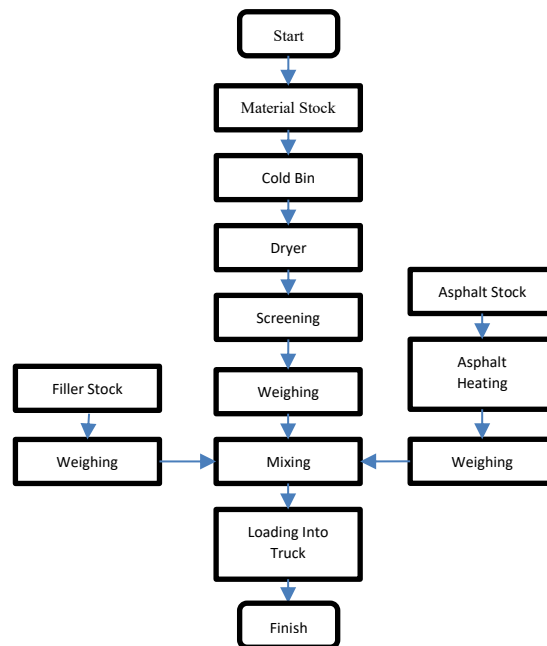 Start
Material Stock
Cold Bin
Dryer
Asphalt Stock
Screening
Asphalt
Heating
Filler Stock
Weighing
Weighing
Mixing
Weighing
Loading Into
Truck
Finish